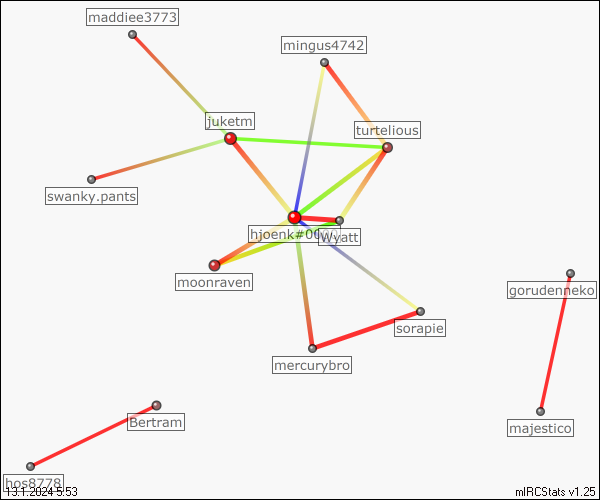 maddiee3773
mingus4742
juketm
turtelious
swanky.pants
hjoenk#00
Wyatt
moonraven
gorudenneko
sorapie
mercurybro
Bertram
majestico
hos8778
13.1.2024 5:53
mIRCStats v1.25